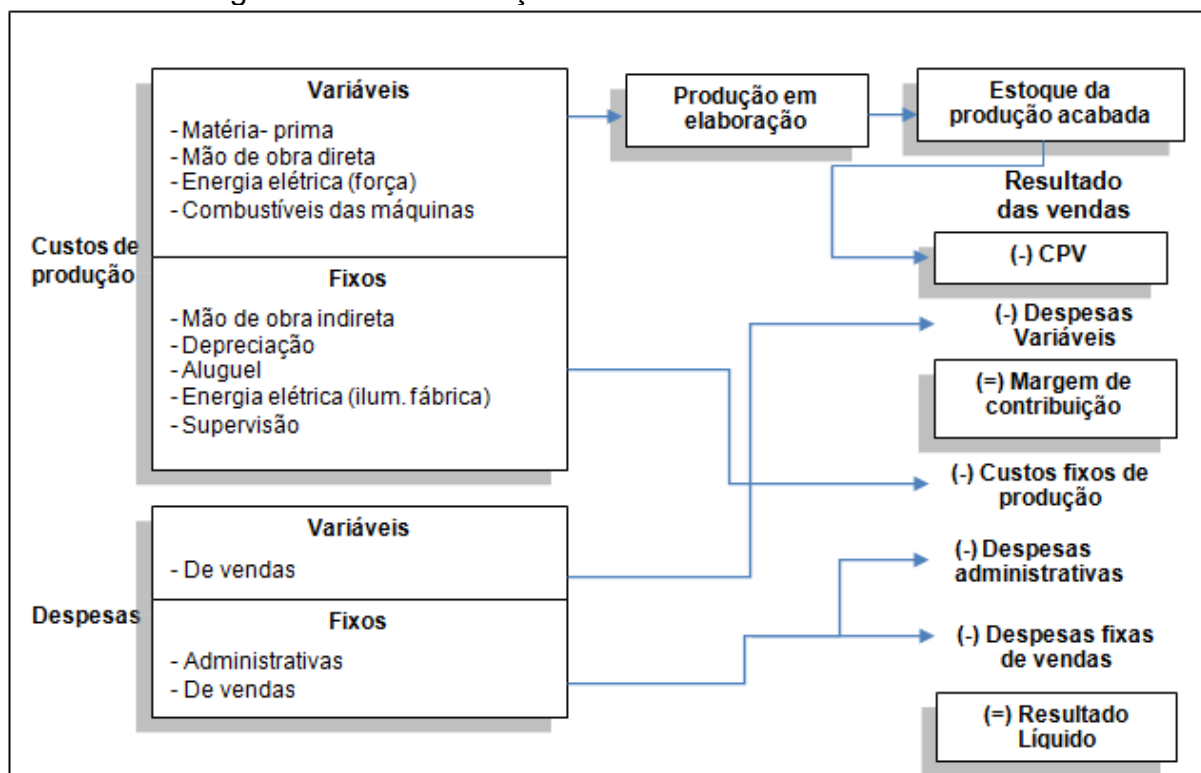 Variáveis
- Matéria- prima
- Mão de obra direta
- Energia elétrica (força)
- Combustíveis das máquinas
Custos de
produção
Fixos
- Mão de obra indireta
- Depreciação
- Aluguel
- Energia elétrica (ilum. fábrica)
- Supervisão
Variáveis
- De vendas
Despesas
Fixos
- Administrativas
- De vendas
Produção em
elaboração
Estoque da
produção acabada
Resultado
das vendas
(-) CPV
(-) Despesas
Variáveis
(=) Margem de
contribuição
(-) Custos fixos de
produção
(-) Despesas
administrativas
(-) Despesas fixas
de vendas
(=) Resultado
Líquido